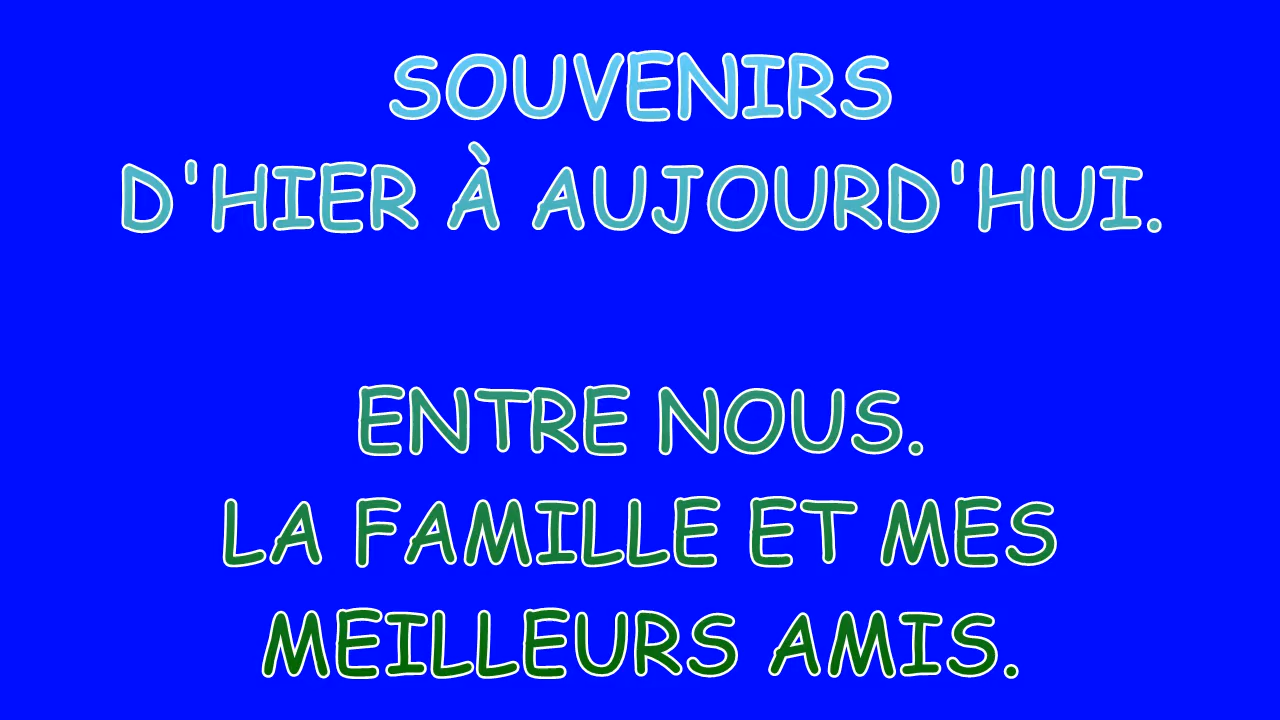 SOUVENIRS
D'HIER À AUJOURD'HUI.
ENTRE NOUS.
LA FAMILLE ET MES
MEILLEURS AMIS.